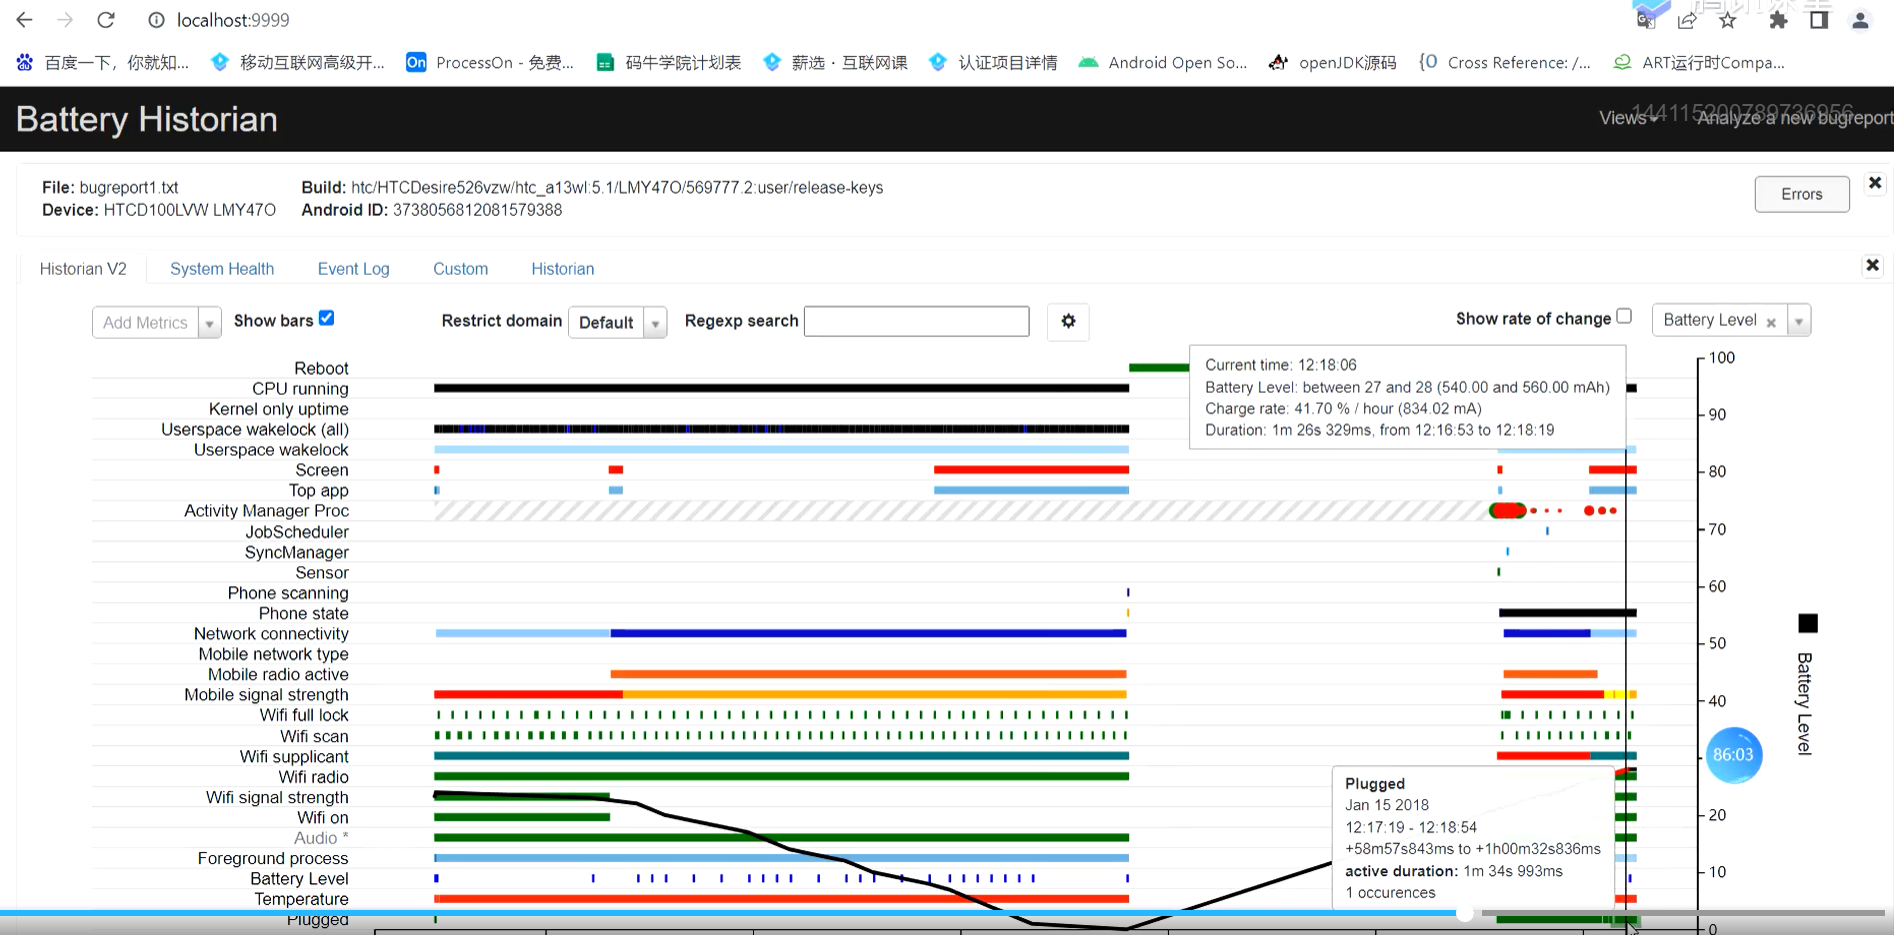 localhost:9999
百度一下，你就知... 移动互联网高级开... On ProcessOn - 免费... 码牛学院计划表 薪选 · 互联网课 认证项目详情 Android Open So... openJDK源码 {O Cross Reference: /... ART运行时Compa...
Battery Historian
Views
144115200789736956
Analyze a new bugreport
File: bugreport1.txt
Device: HTCD100LVW LMY47O
Build: htc/HTCDesire526vzw/htc_a13wl:5.1/LMY47O/569777.2:user/release-keys
Android ID: 3738056812081579388
Errors
Historian V2 System Health Event Log Custom Historian
Add Metrics Show bars Restrict domain Default Regexp search Show rate of change Battery Level
Reboot
CPU running
Kernel only uptime
Userspace wakelock (all)
Userspace wakelock
Screen
Top app
Activity Manager Proc
JobScheduler
SyncManager
Sensor
Phone scanning
Phone state
Network connectivity
Mobile network type
Mobile radio active
Mobile signal strength
Wifi full lock
Wifi scan
Wifi supplicant
Wifi radio
Wifi signal strength
Wifi on
Audio *
Foreground process
Battery Level
Temperature
Plugged
Current time: 12:18:06
Battery Level: between 27 and 28 (540.00 and 560.00 mAh)
Charge rate: 41.70 % / hour (834.02 mA)
Duration: 1m 26s 329ms, from 12:16:53 to 12:18:19
Plugged
Jan 15 2018
12:17:19 - 12:18:54
+58m57s843ms to +1h00m32s836ms
active duration: 1m 34s 993ms
1 occurences
100
90
80
70
60
50
40
20
10
0
Battery Level
86:03